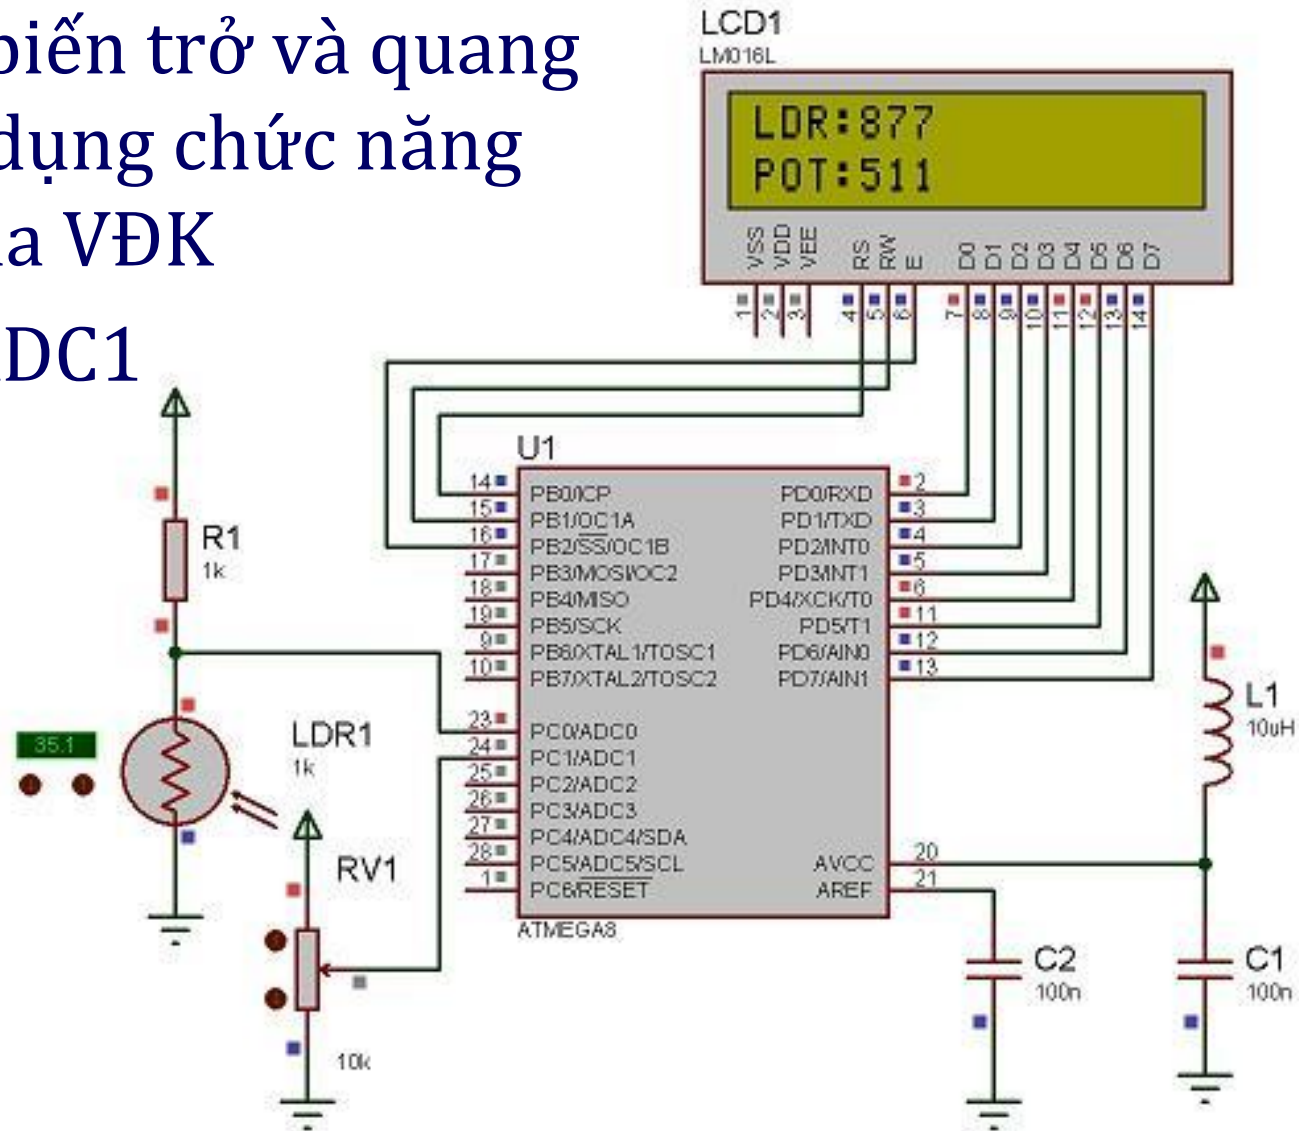 biến trở và quang
dụng chức năng
a VĐK
DC1
LCD1
LM016L
LDR:877
POT:511
VSS VDD VEE RS RW E D0 D1 D2 D3 D4 D5 D6 D7
1 2 3 4 5 6 7 8 9 10 11 12 13 14
U1
14 PB0/ICP PD0/RXD 2
15 PB1/OC1A PD1/TXD 3
16 PB2/SS/OC1B PD2/INT0 4
17 PB3/MOSI/OC2 PD3/INT1 5
18 PB4/MISO PD4/XCK/T0 6
19 PB5/SCK PD5/T1 11
9 PB6/XTAL1/TOSC1 PD6/AIN0 12
10 PB7/XTAL2/TOSC2 PD7/AIN1 13
23 PC0/ADC0
24 PC1/ADC1
25 PC2/ADC2
26 PC3/ADC3
27 PC4/ADC4/SDA
28 PC5/ADC5/SCL AVCC 20
1 PC6/RESET AREF 21
ATMEGA8
R1
1k
35.1
LDR1
1k
RV1
10k
L1
10uH
C2
100n
C1
100n